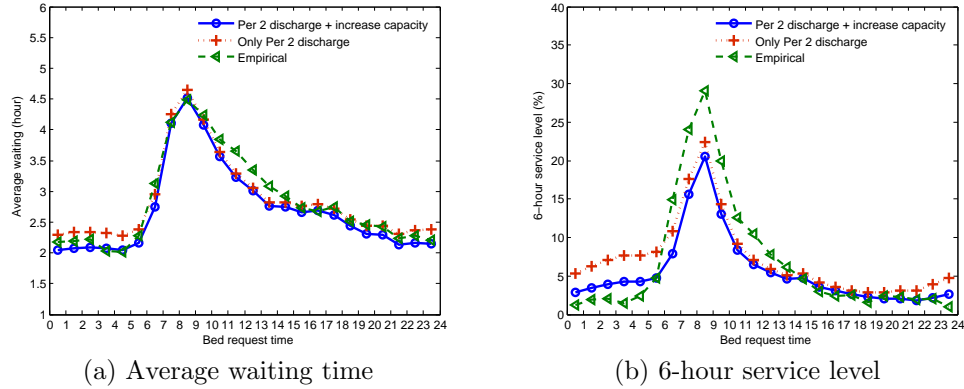 6
5.5
5
4.5
4
3.5
3
2.5
2
1.5
1
Average waiting (hour)
Per 2 discharge + increase capacity
Only Per 2 discharge
Empirical
0 1 2 3 4 5 6 7 8 9 10 11 12 13 14 15 16 17 18 19 20 21 22 23 24
Bed request time
(a) Average waiting time
40
35
30
25
20
15
10
5
0
6-hour service level (%)
Per 2 discharge + increase capacity
Only Per 2 discharge
Empirical
0 1 2 3 4 5 6 7 8 9 10 11 12 13 14 15 16 17 18 19 20 21 22 23 24
Bed request time
(b) 6-hour service level